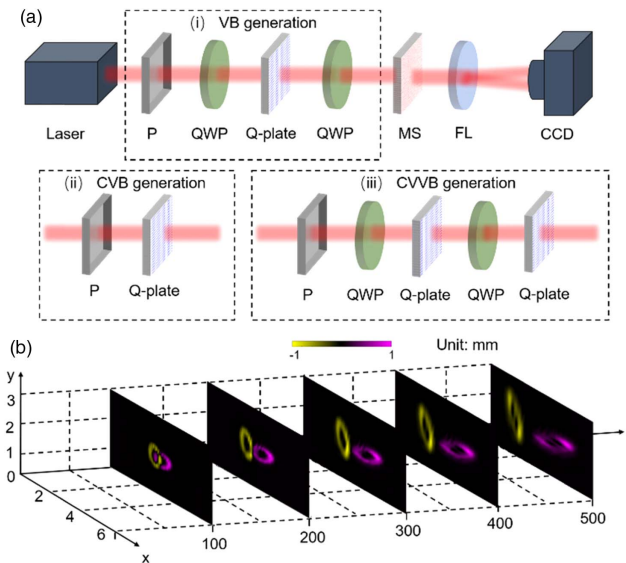 (a)
(i) VB generation
Laser
P
QWP
Q-plate
QWP
MS
FL
CCD
(ii) CVB generation
P
Q-plate
(iii) CVVB generation
P
QWP
Q-plate
QWP
Q-plate
(b)
-1
1
Unit: mm
y
3
2
1
0
2
4
6
x
100
200
300
400
500